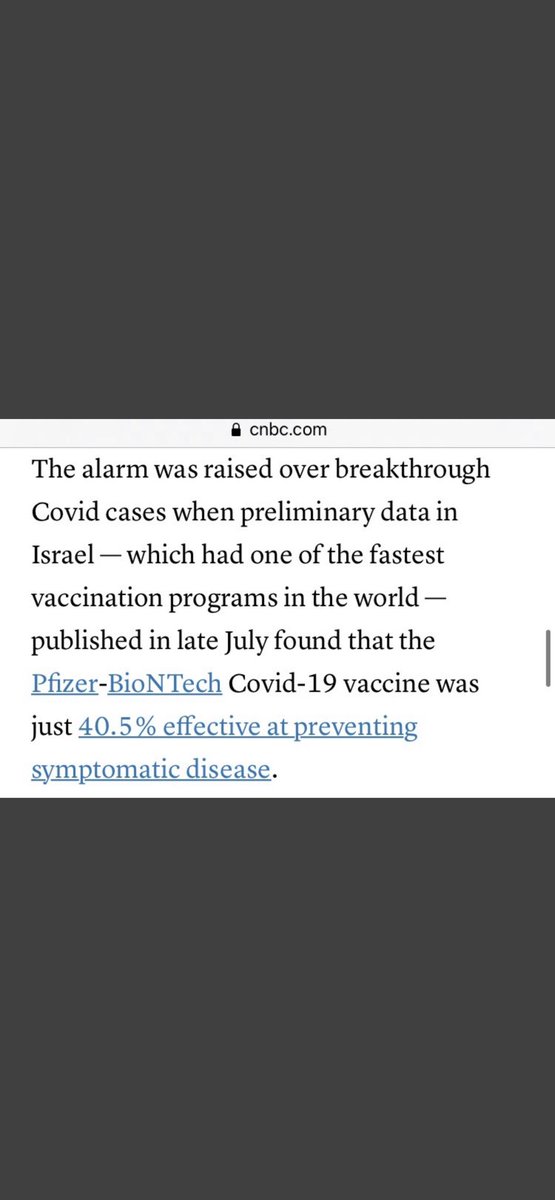 cnbc.com
The alarm was raised over breakthrough
Covid cases when preliminary data in
Israel — which had one of the fastest
vaccination programs in the world —
published in late July found that the
Pfizer-BioNTech Covid-19 vaccine was
just 40.5% effective at preventing
symptomatic disease.